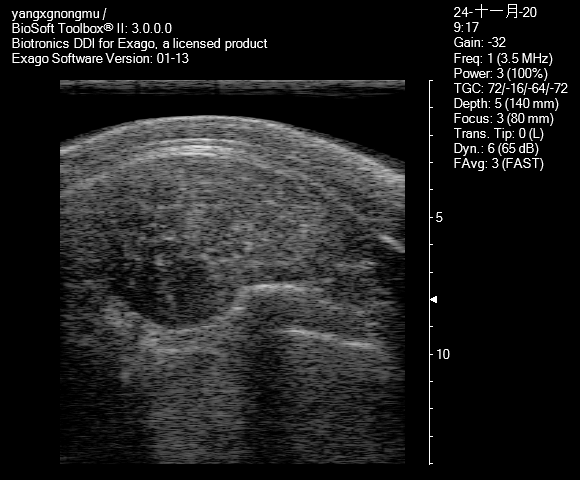 yangxgnongmu /
BioSoft Toolbox® II: 3.0.0.0
Biotronics DDI for Exago, a licensed product
Exago Software Version: 01-13
24-十一月-20
9:17
Gain: -32
Freq: 1 (3.5 MHz)
Power: 3 (100%)
TGC: 72/-16/-64/-72
Depth: 5 (140 mm)
Focus: 3 (80 mm)
Trans. Tip: 0 (L)
Dyn.: 6 (65 dB)
FAvg: 3 (FAST)
5
10